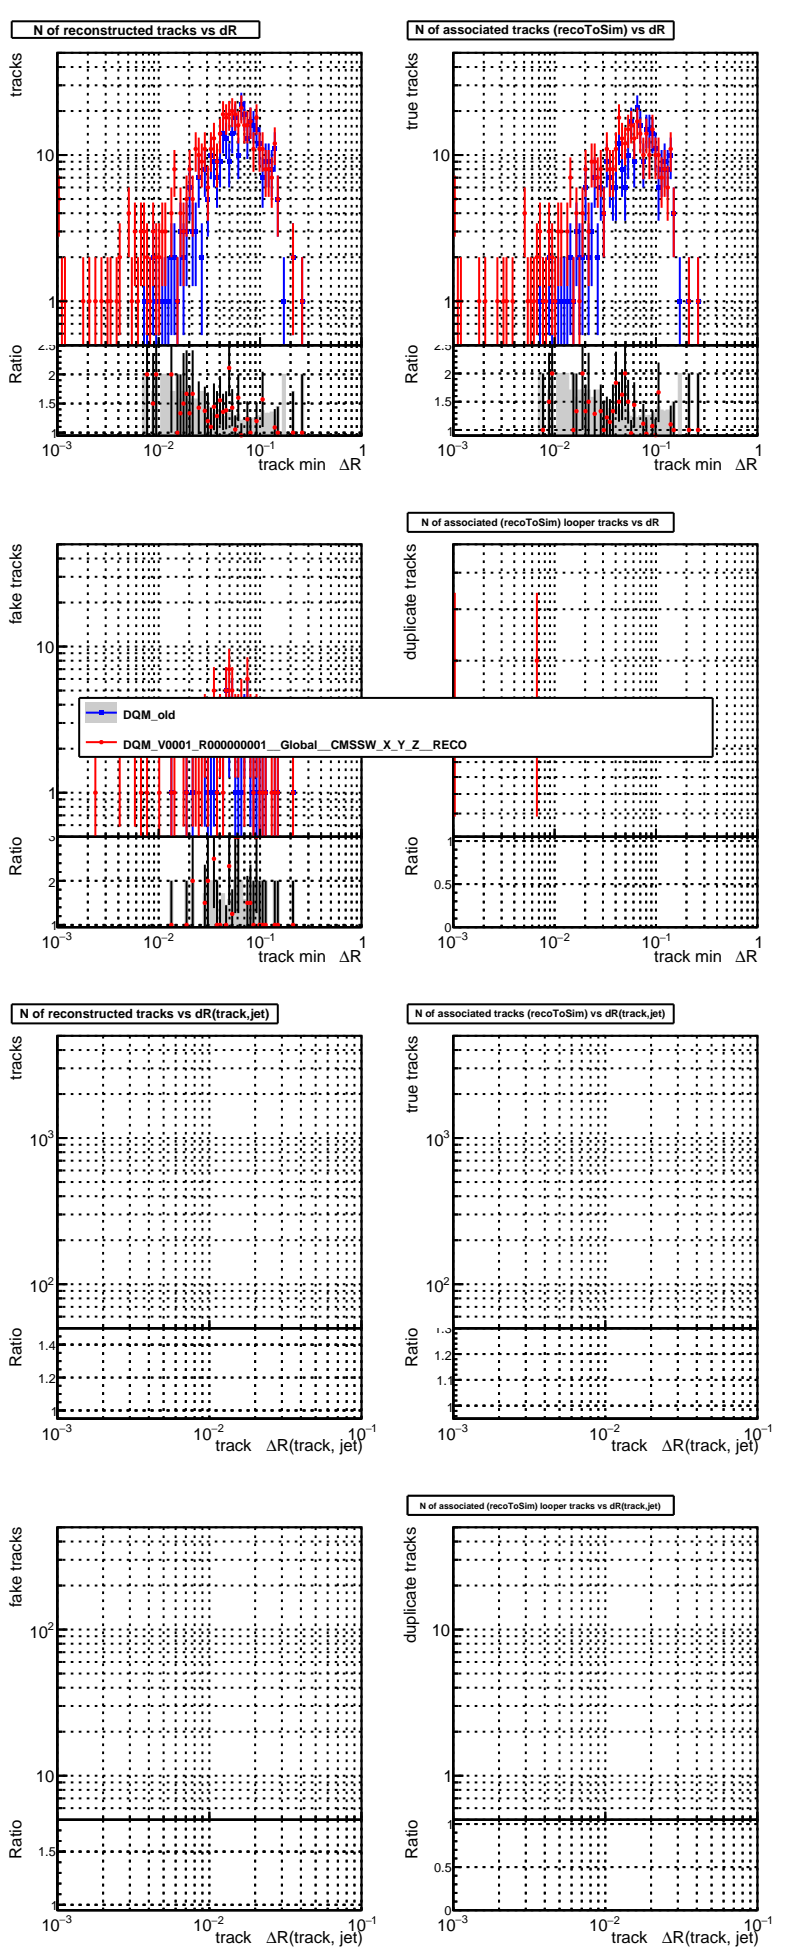 N of reconstructed tracks vs dR
N of associated tracks (recoToSim) vs dR
tracks
10
1
Ratio
2.5
2
1.5
1
10⁻³
10⁻²
10⁻¹
1
track min ΔR
true tracks
10
1
Ratio
2.5
2
1.5
1
10⁻³
10⁻²
10⁻¹
1
track min ΔR
N of associated (recoToSim) looper tracks vs dR
fake tracks
10
1
Ratio
3
2
1
10⁻³
10⁻²
10⁻¹
1
track min ΔR
duplicate tracks
Ratio
1
0.5
0
10⁻³
10⁻²
10⁻¹
1
track min ΔR
DQM_old
DQM_V0001_R000000001__Global__CMSSW_X_Y_Z__RECO
N of reconstructed tracks vs dR(track,jet)
N of associated tracks (recoToSim) vs dR(track,jet)
tracks
10³
10²
Ratio
1.4
1.2
1
10⁻³
10⁻²
10⁻¹
track ΔR(track, jet)
true tracks
10³
10²
Ratio
1.3
1.2
1.1
1
10⁻³
10⁻²
10⁻¹
track ΔR(track, jet)
N of associated (recoToSim) looper tracks vs dR(track,jet)
fake tracks
10²
10
Ratio
1.5
1
10⁻³
10⁻²
10⁻¹
track ΔR(track, jet)
duplicate tracks
10
1
Ratio
1
0.5
0
10⁻³
10⁻²
10⁻¹
track ΔR(track, jet)